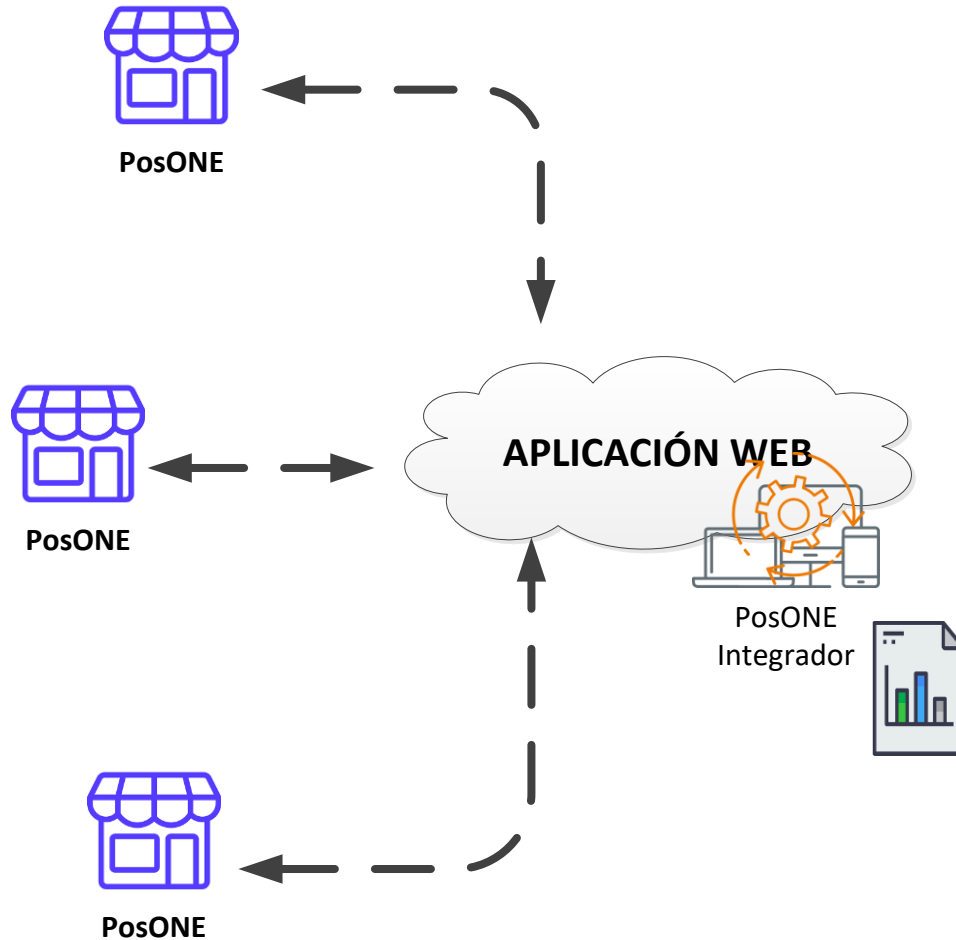 PosONE
APLICACIÓN WEB
PosONE
PosONE
Integrador
PosONE